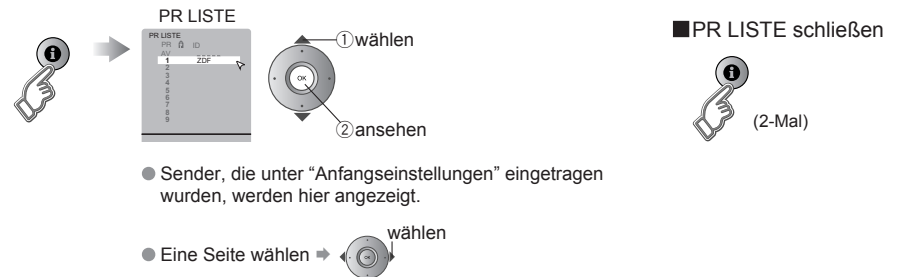 PR LISTE
PR LISTE
PR ID
AV
1 ZDF
2
3
4
5
6
7
8
9
OK
①wählen
②ansehen
● Sender, die unter “Anfangseinstellungen” eingetragen
wurden, werden hier angezeigt.
● Eine Seite wählen ➡
OK
wählen
■PR LISTE schließen
(2-Mal)